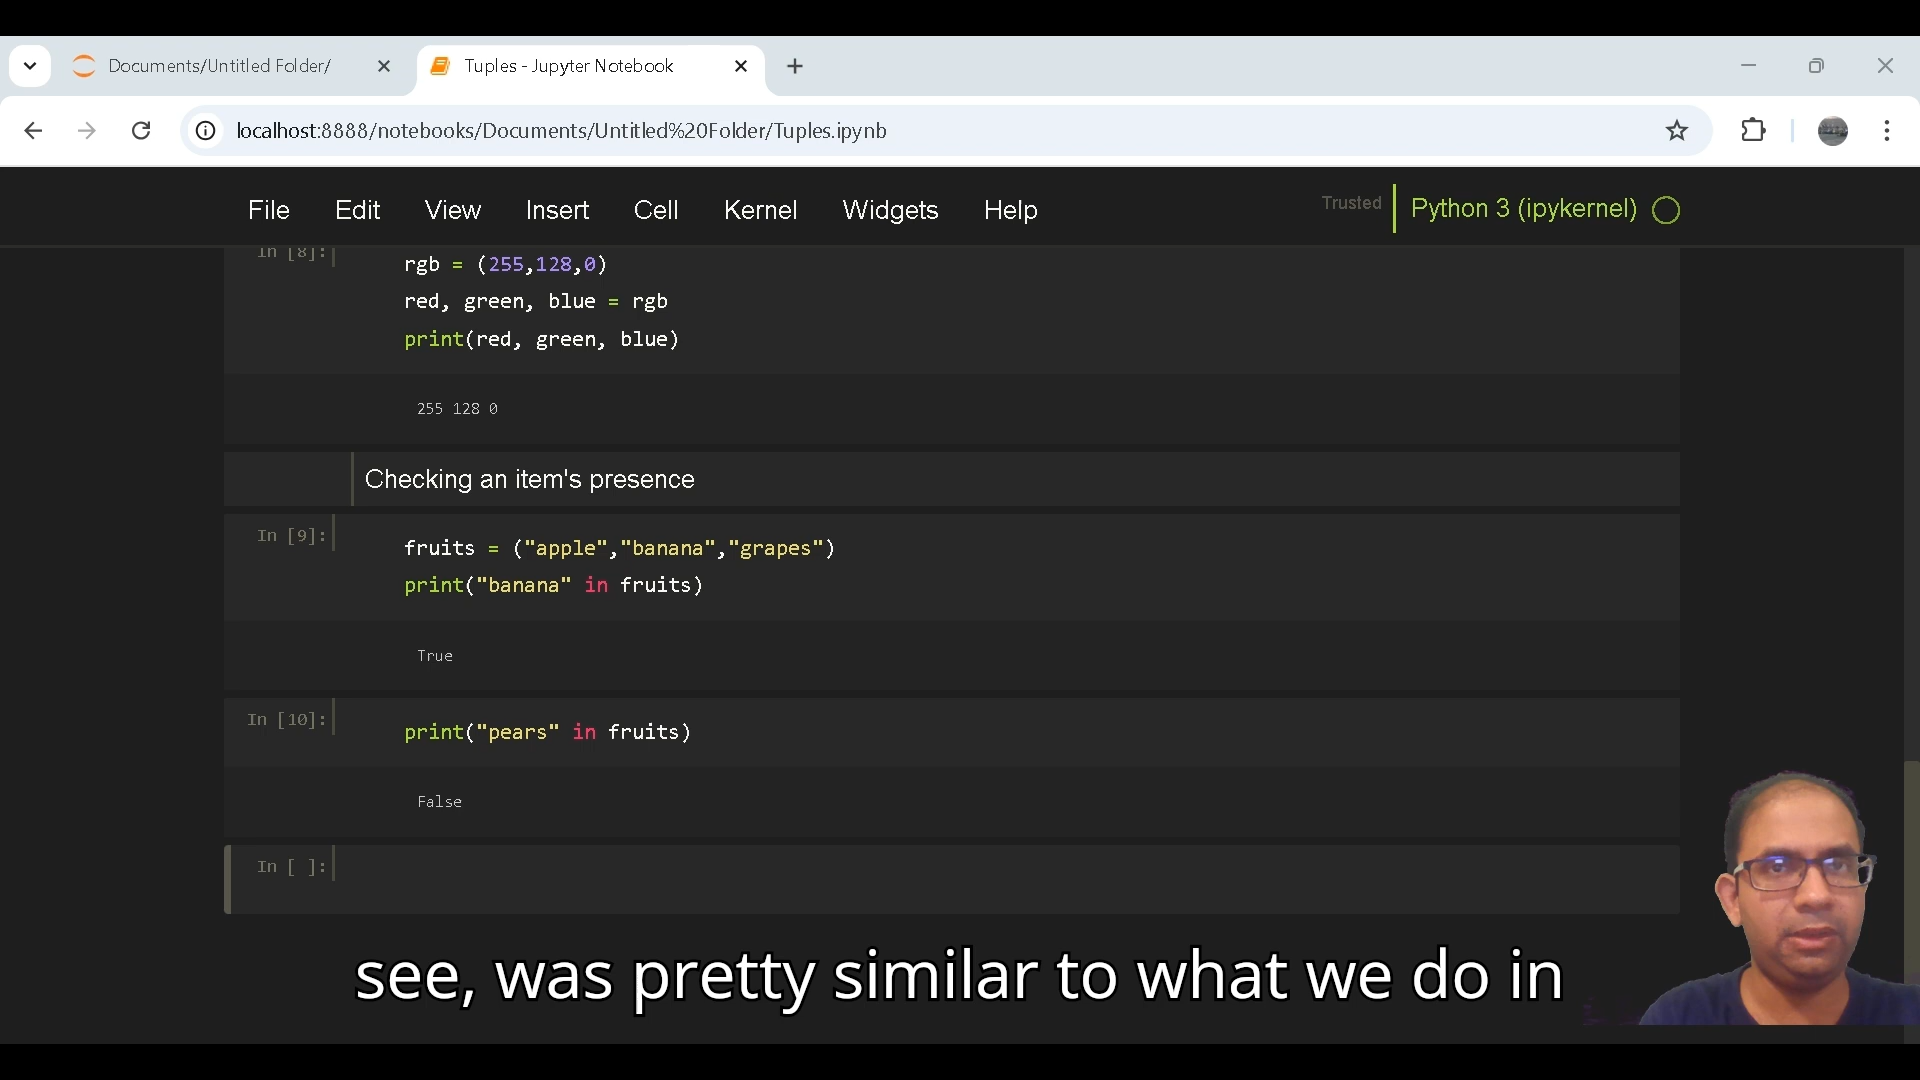 Documents/Untitled Folder/
Tuples - Jupyter Notebook
localhost:8888/notebooks/Documents/Untitled%20Folder/Tuples.ipynb
File Edit View Insert Cell Kernel Widgets Help
Trusted
Python 3 (ipykernel)
In [8]:
rgb = (255,128,0)
red, green, blue = rgb
print(red, green, blue)
255 128 0
Checking an item's presence
In [9]:
fruits = ("apple","banana","grapes")
print("banana" in fruits)
True
In [10]:
print("pears" in fruits)
False
In [ ]:
see, was pretty similar to what we do in